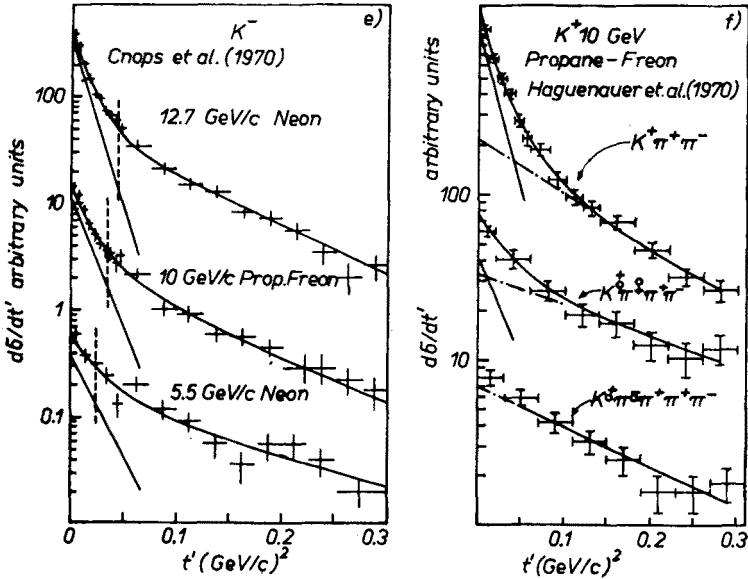 e)
K⁻
Cnops et al. (1970)
12.7 GeV/c Neon
10 GeV/c Prop. Freon
5.5 GeV/c Neon
100
10
1
0.1
dσ/dt' arbitrary units
0
0.1
0.2
0.3
t' (GeV/c)²
f)
K⁺ 10 GeV
Propane-Freon
Haguenauer et al. (1970)
K⁺π⁺π⁻
100
10
dσ/dt'
arbitrary units
0.1
0.2
0.3
t' (GeV/c)²